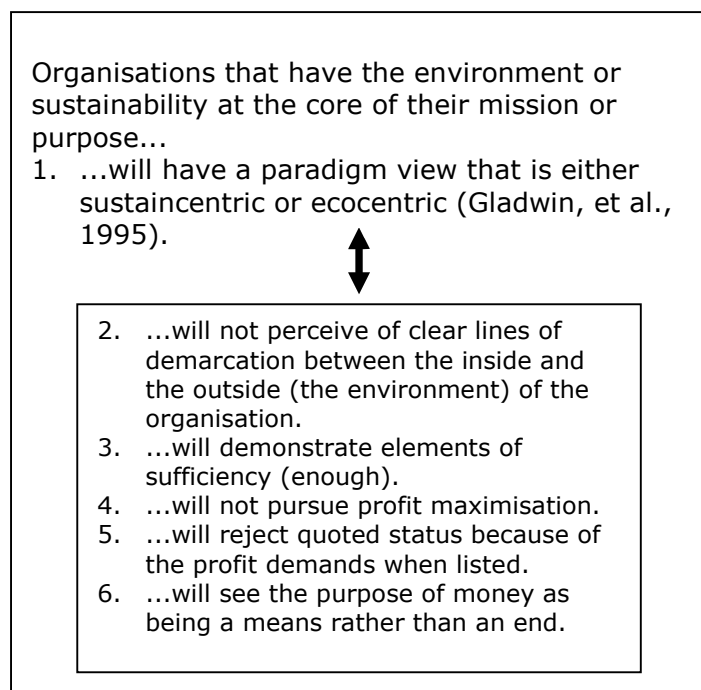 Organisations that have the environment or
sustainability at the core of their mission or
purpose...
1. ...will have a paradigm view that is either
sustaincentric or ecocentric (Gladwin, et al.,
1995).
2. ...will not perceive of clear lines of
demarcation between the inside and
the outside (the environment) of the
organisation.
3. ...will demonstrate elements of
sufficiency (enough).
4. ...will not pursue profit maximisation.
5. ...will reject quoted status because of
the profit demands when listed.
6. ...will see the purpose of money as
being a means rather than an end.